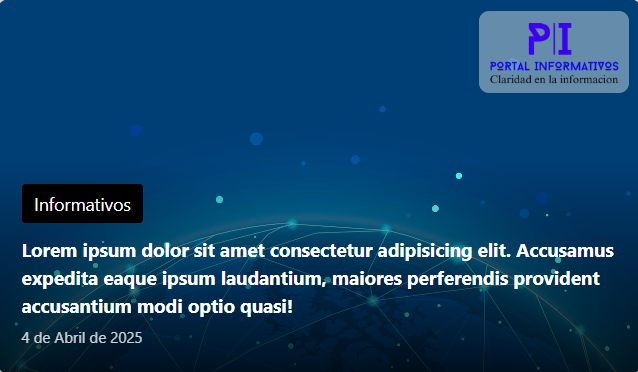 P|I
PORTAL INFORMATIVOS
Claridad en la informacion
Informativos
Lorem ipsum dolor sit amet consectetur adipisicing elit. Accusamus
expedita eaque ipsum laudantium, maiores perferendis provident
accusantium modi optio quasi!
4 de Abril de 2025